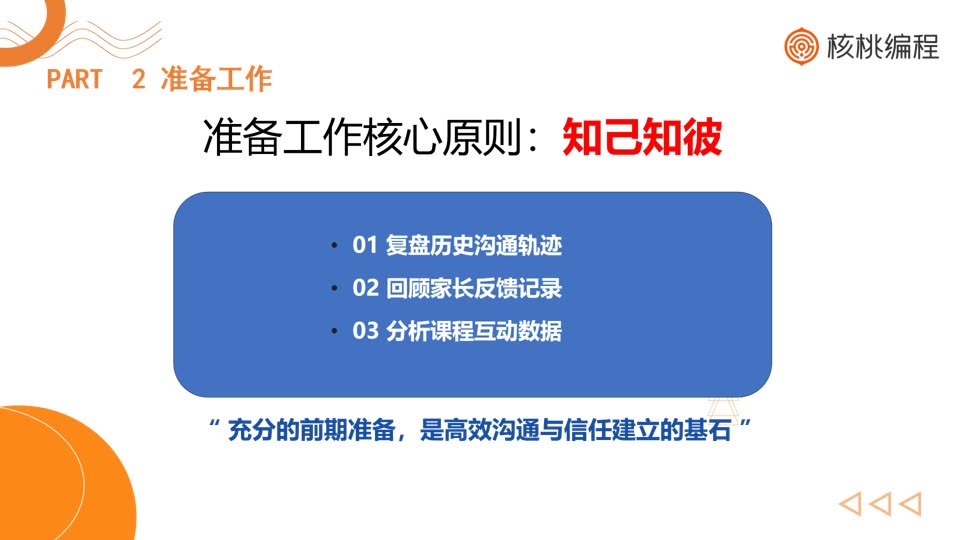 核桃编程
PART 2 准备工作
准备工作核心原则：知己知彼
• 01 复盘历史沟通轨迹
• 02 回顾家长反馈记录
• 03 分析课程互动数据
“ 充分的前期准备，是高效沟通与信任建立的基石 ”